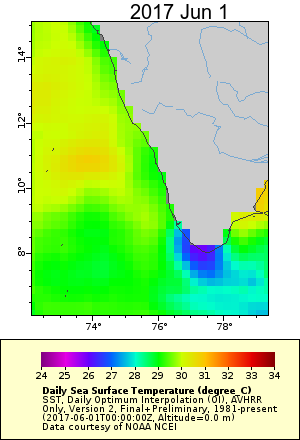 2017 Jun 1
14°
12°
10°
8°
74° 76° 78°
24 25 26 27 28 29 30 31 32 33 34
Daily Sea Surface Temperature (degree_C)
SST, Daily Optimum Interpolation (OI), AVHRR
Only, Version 2, Final+Preliminary, 1981-present
(2017-06-01T00:00:00Z, Altitude=0.0 m)
Data courtesy of NOAA NCEI